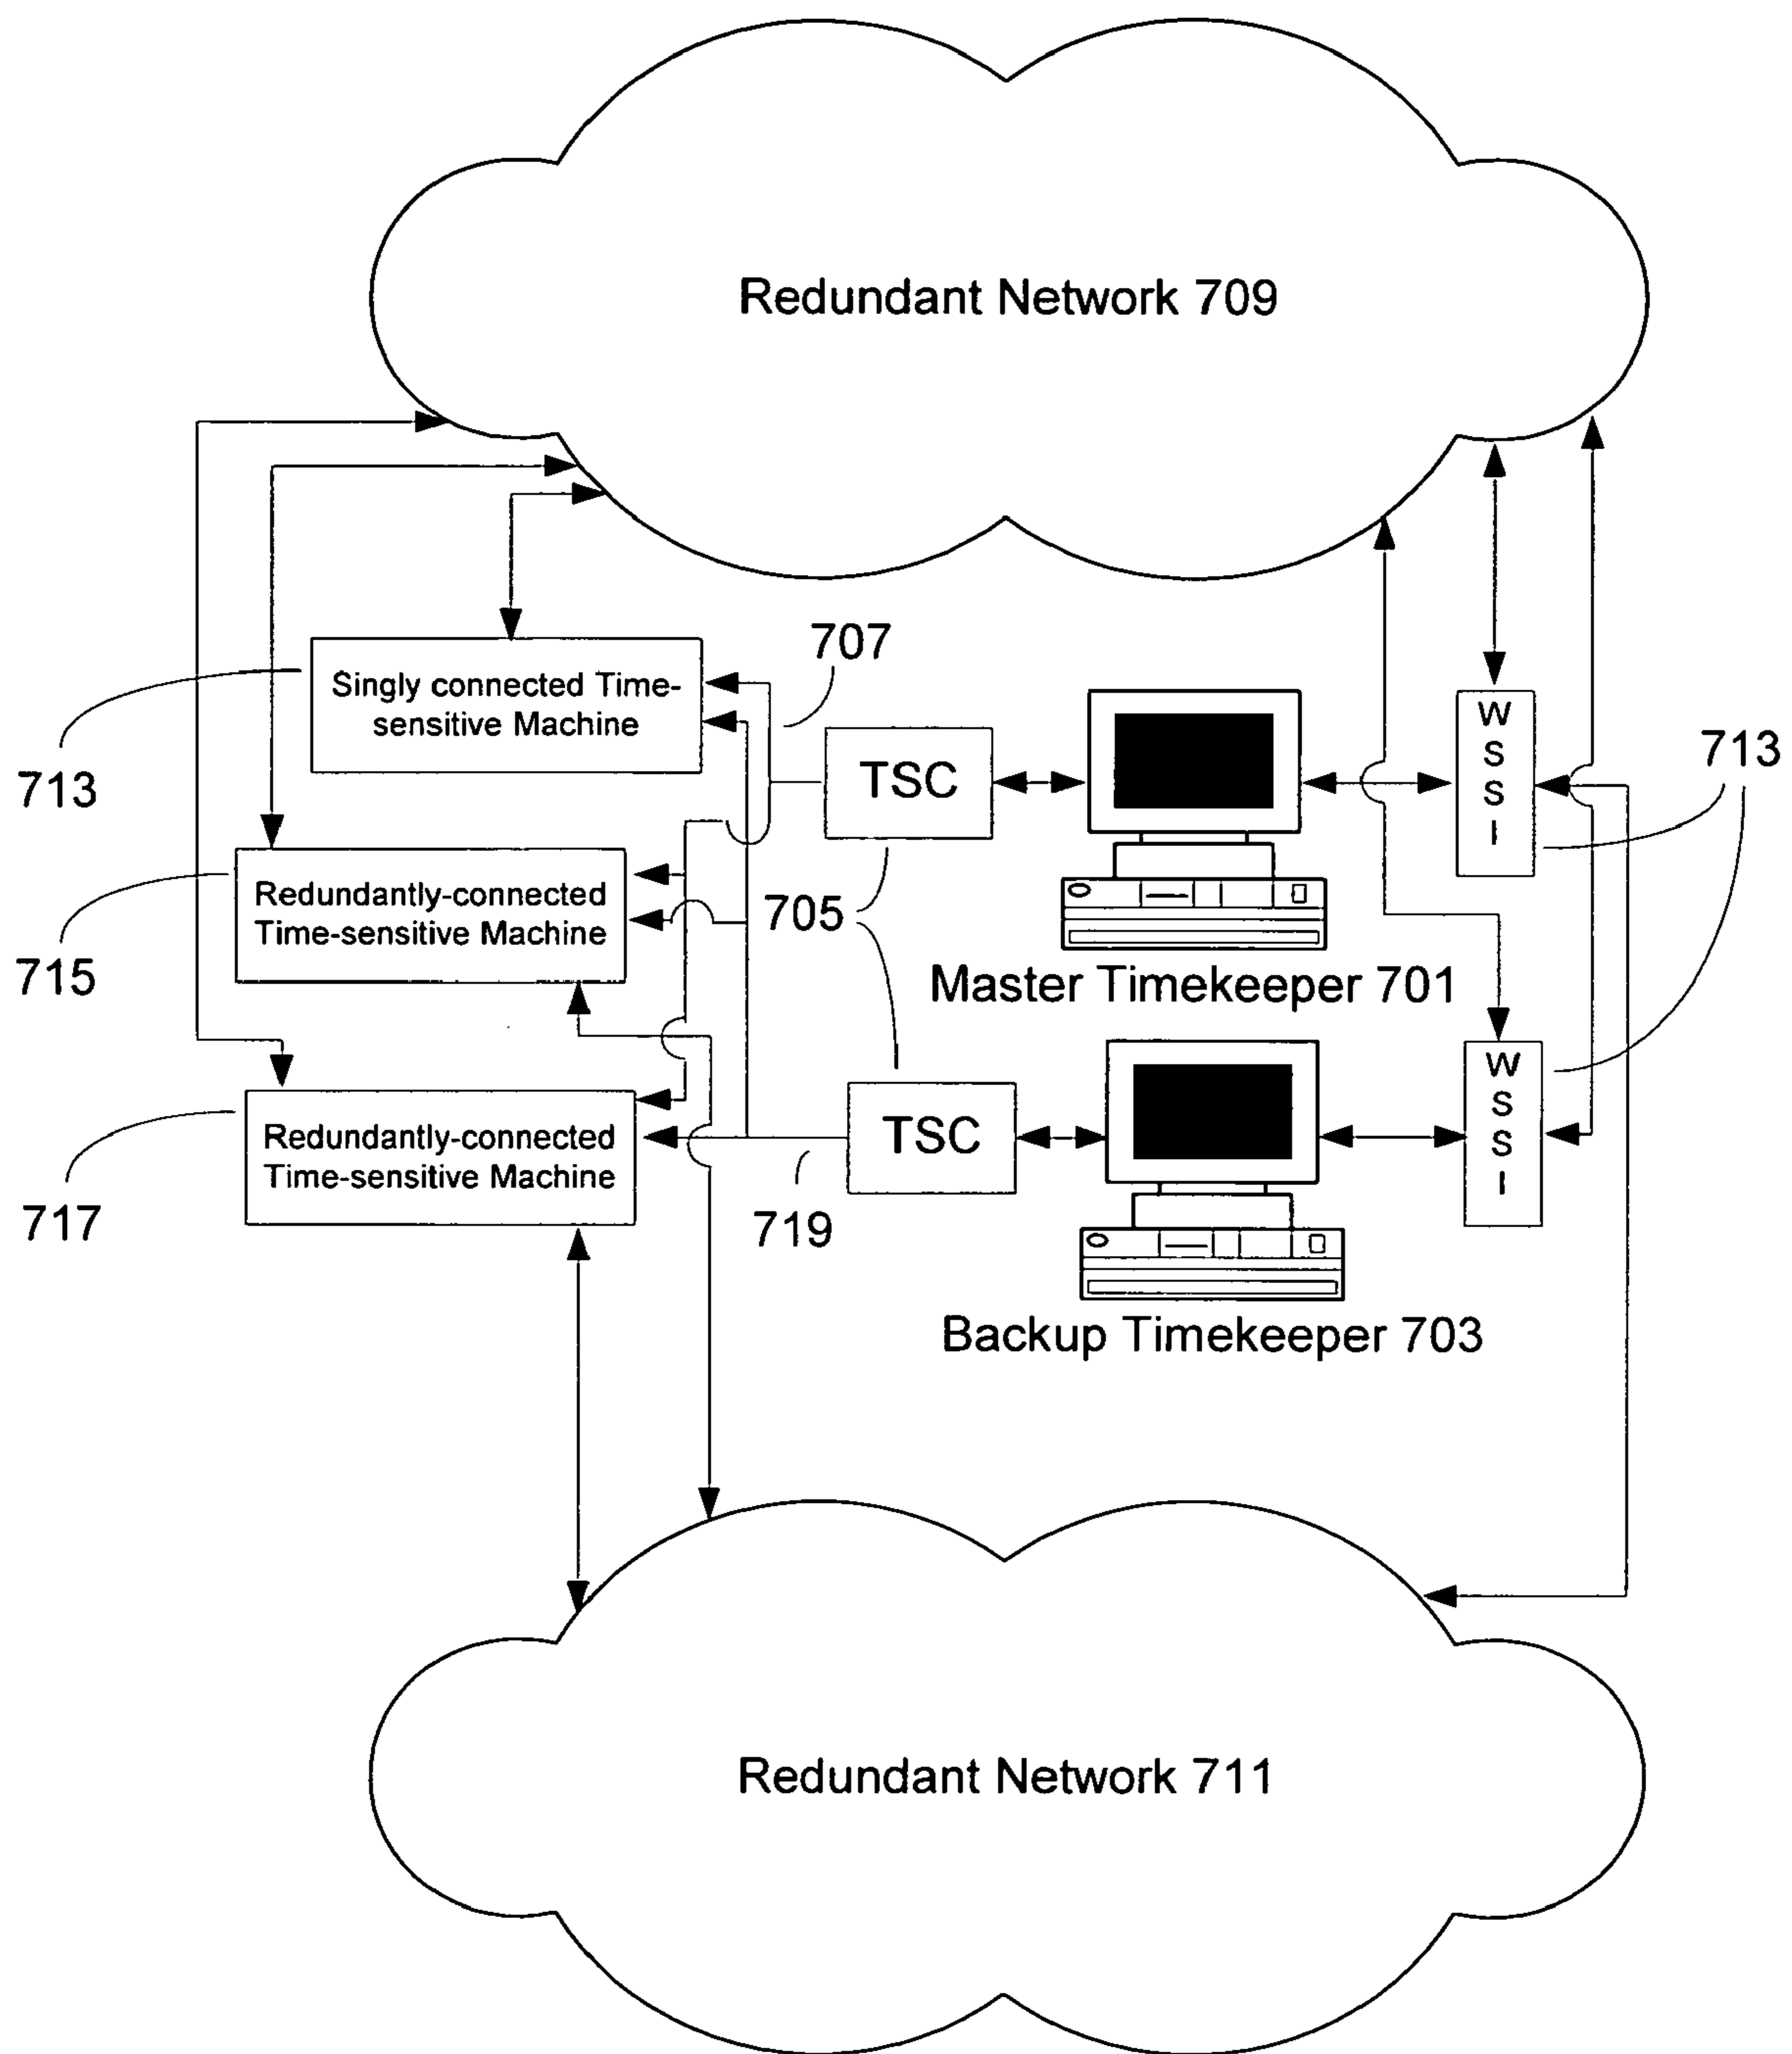 Redundant Network 709
707
Singly connected Time-
sensitive Machine
713
TSC
W
S
S
I
713
Redundantly-connected
Time-sensitive Machine
715
705
Master Timekeeper 701
Redundantly-connected
Time-sensitive Machine
717
TSC
719
W
S
S
I
Backup Timekeeper 703
Redundant Network 711